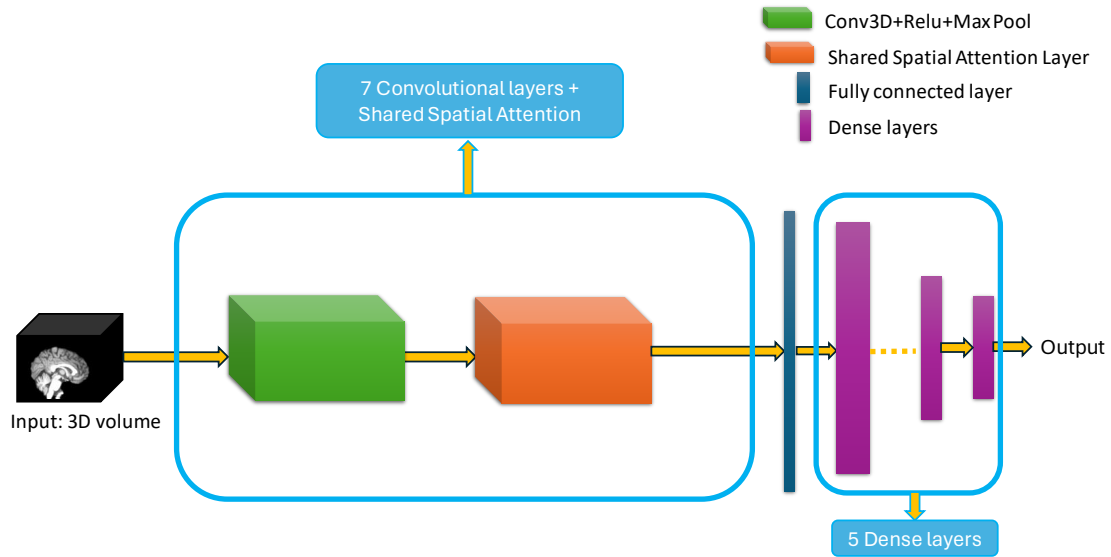 Conv3D+Relu+Max Pool
Shared Spatial Attention Layer
Fully connected layer
Dense layers
7 Convolutional layers +
Shared Spatial Attention
Input: 3D volume
Output
5 Dense layers